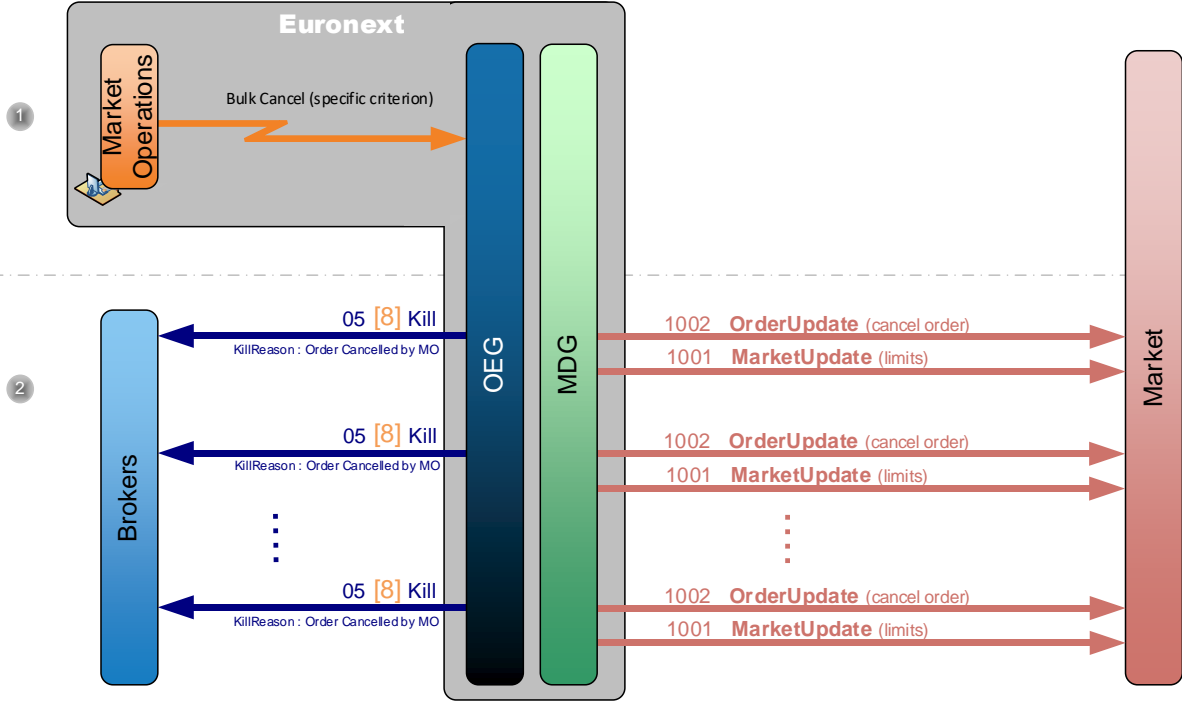 Euronext
1
Market
Operations
Bulk Cancel (specific criterion)
2
Brokers
OEG
MDG
Market
05 [8] Kill
KillReason : Order Cancelled by MO
1002 OrderUpdate (cancel order)
1001 MarketUpdate (limits)
05 [8] Kill
KillReason : Order Cancelled by MO
1002 OrderUpdate (cancel order)
1001 MarketUpdate (limits)
05 [8] Kill
KillReason : Order Cancelled by MO
1002 OrderUpdate (cancel order)
1001 MarketUpdate (limits)